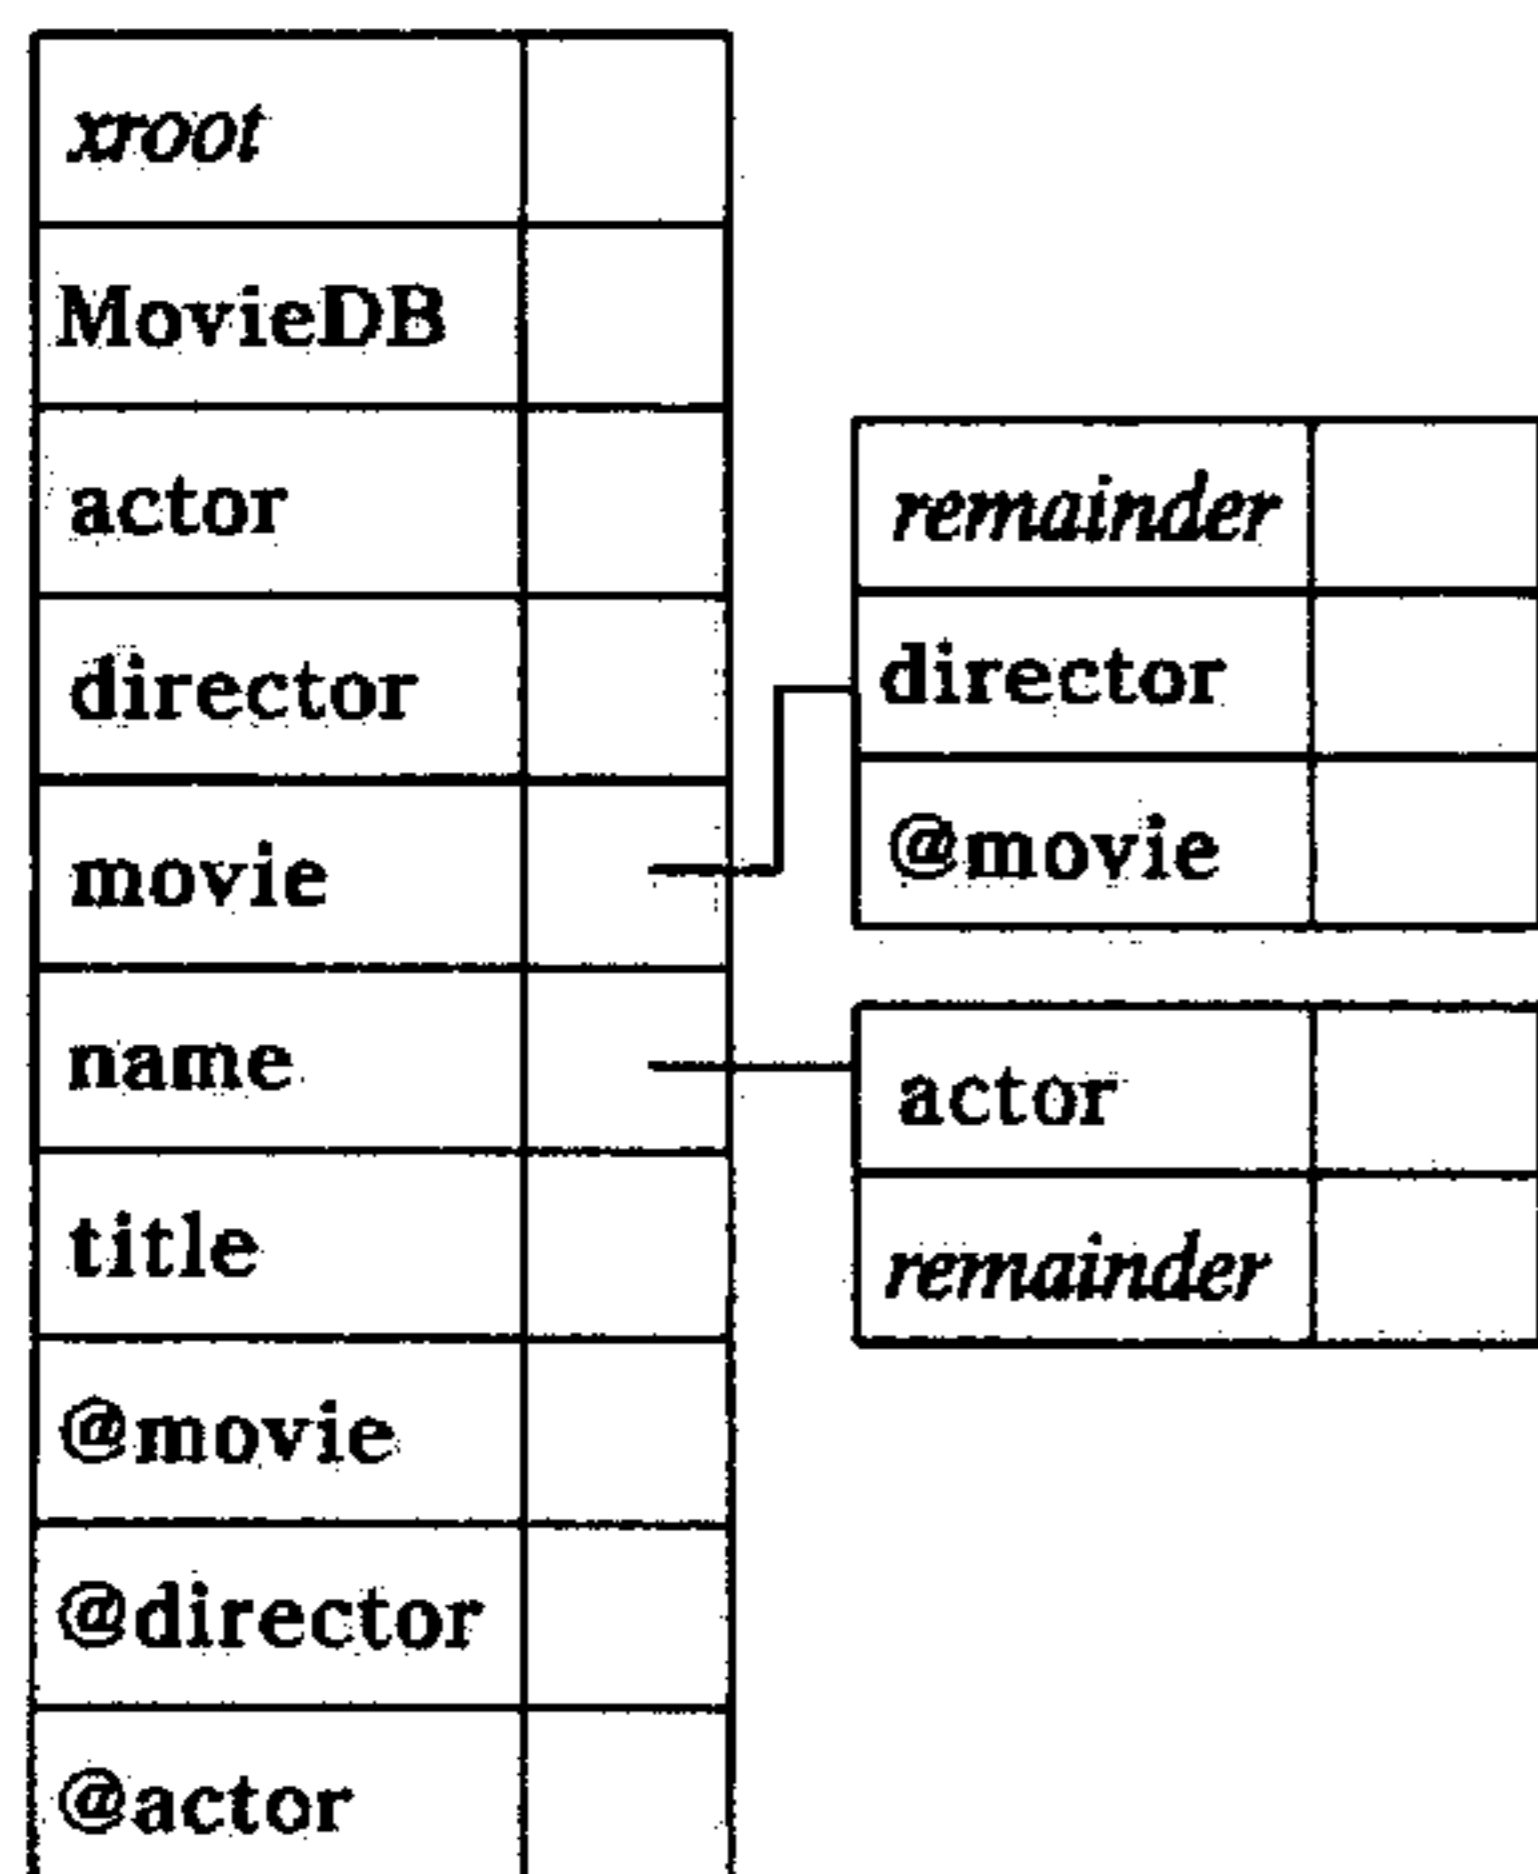 xroot
MovieDB
actor
director
movie
name
title
@movie
@director
@actor
remainder
director
@movie
actor
remainder